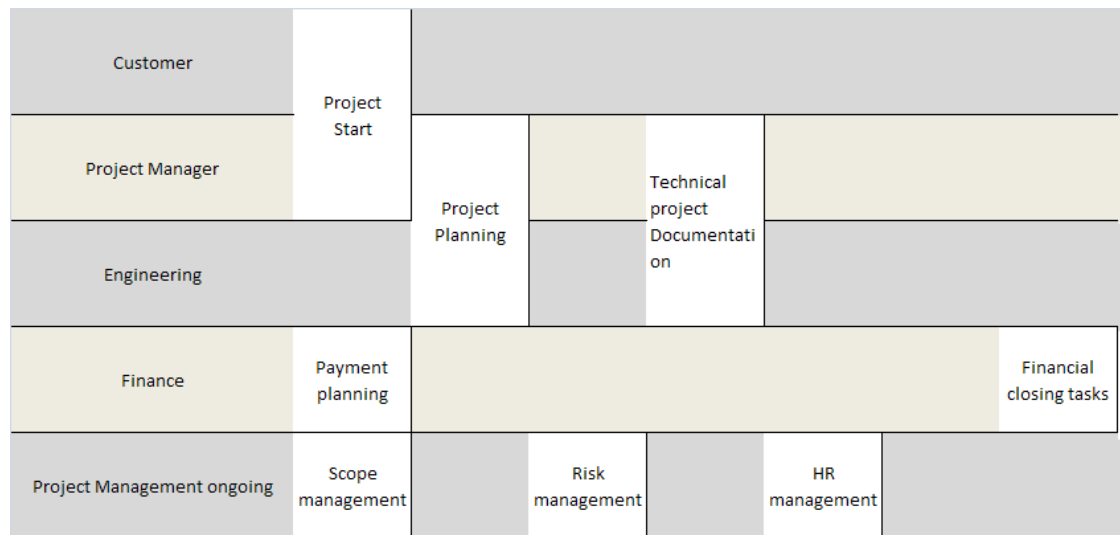 Customer
Project
Start
Project Manager
Project
Planning
Technical
project
Documentati
on
Engineering
Finance
Payment
planning
Financial
closing tasks
Project Management ongoing
Scope
management
Risk
management
HR
management